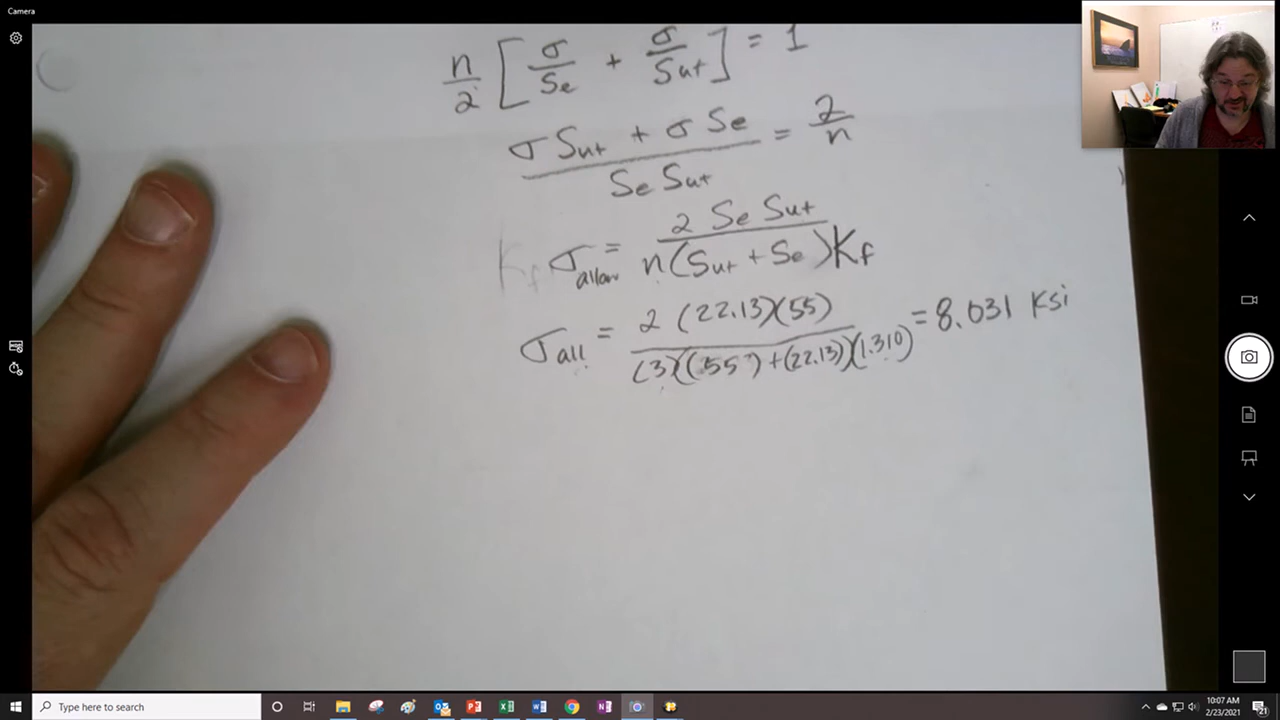 Camera
n/2 [σ/Se + σ/Sut] = 1
(σ Sut + σ Se)/(Se Sut) = 2/n
Kf σallow = 2 Se Sut / n(Sut + Se)Kf
σall = 2 (22.13)(55) / (3)((55) + (22.13))(1.310) = 8.031 Ksi
Type here to search
10:07 AM
2/23/2021
21